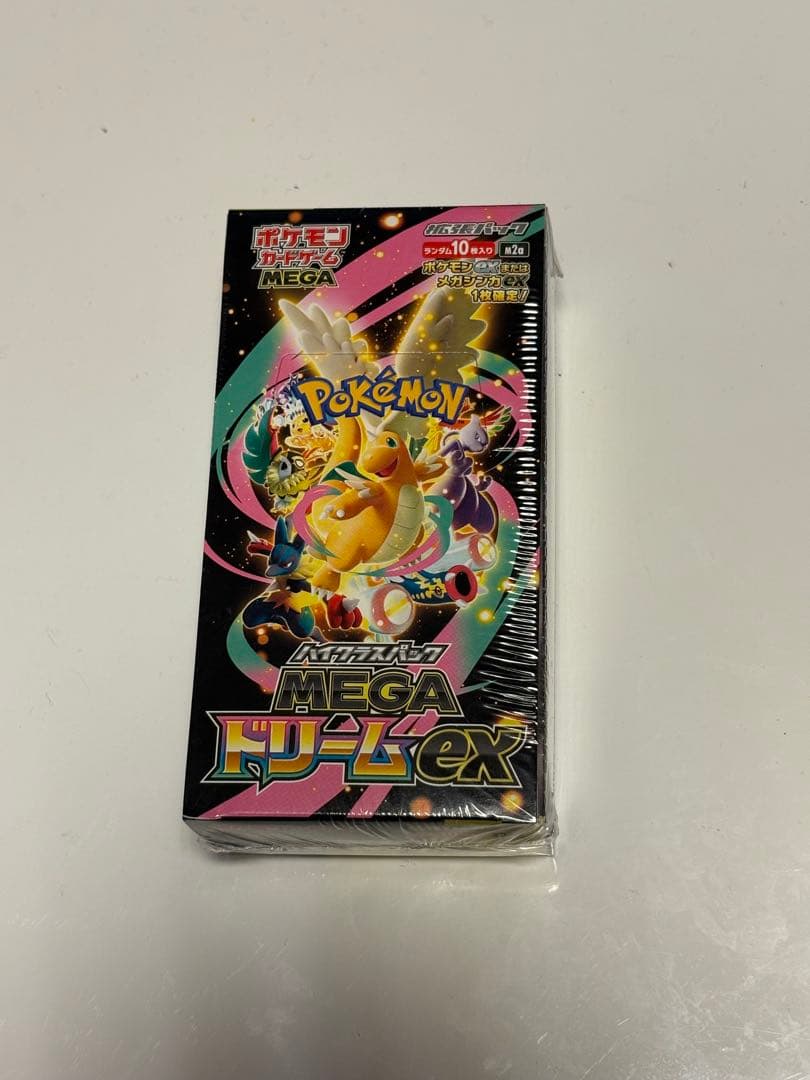 ポケモン
カードゲーム
MEGA
拡張パック
ランダム10枚入り M2a
ポケモンexまたは
メガシンカex
1枚確定!
POKéMON
ハイクラスパック
MEGA
ドリームex